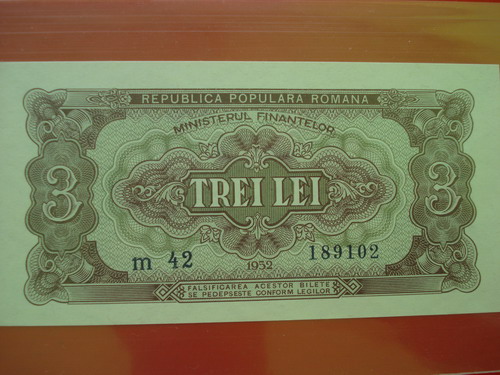 REPUBLICA POPULARA ROMANA
MINISTERUL FINANTELOR
3 TREI LEI 3
m 42 189102
1952
FALSIFICAREA ACESTOR BILETE
SE PEDEPSESTE CONFORM LEGILOR